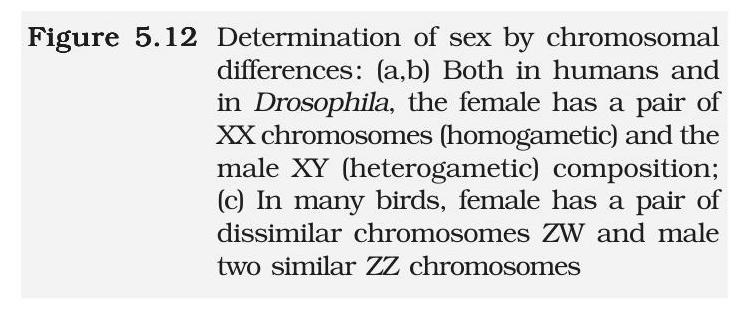 Figure 5.12 Determination of sex by chromosomal
differences: (a,b) Both in humans and
in Drosophila, the female has a pair of
XX chromosomes (homogametic) and the
male XY (heterogametic) composition;
(c) In many birds, female has a pair of
dissimilar chromosomes ZW and male
two similar ZZ chromosomes